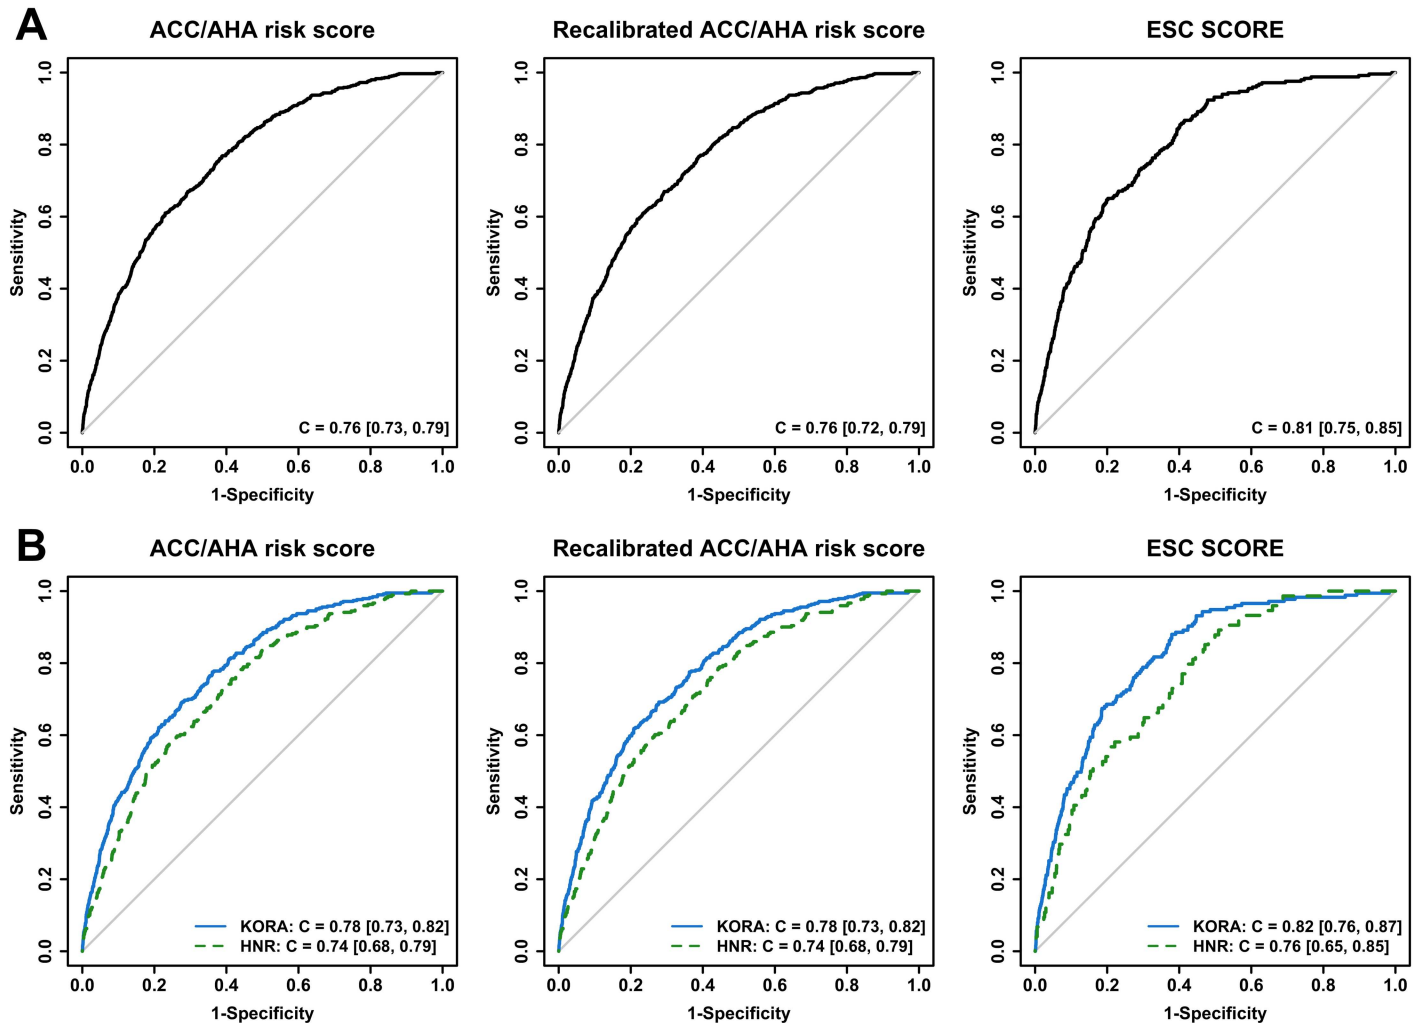 A
ACC/AHA risk score
Sensitivity
0.0 0.2 0.4 0.6 0.8 1.0
C = 0.76 [0.73, 0.79]
0.0 0.2 0.4 0.6 0.8 1.0
1-Specificity
Recalibrated ACC/AHA risk score
Sensitivity
0.0 0.2 0.4 0.6 0.8 1.0
C = 0.76 [0.72, 0.79]
0.0 0.2 0.4 0.6 0.8 1.0
1-Specificity
ESC SCORE
Sensitivity
0.0 0.2 0.4 0.6 0.8 1.0
C = 0.81 [0.75, 0.85]
0.0 0.2 0.4 0.6 0.8 1.0
1-Specificity
B
ACC/AHA risk score
Sensitivity
0.0 0.2 0.4 0.6 0.8 1.0
KORA: C = 0.78 [0.73, 0.82]
HNR: C = 0.74 [0.68, 0.79]
0.0 0.2 0.4 0.6 0.8 1.0
1-Specificity
Recalibrated ACC/AHA risk score
Sensitivity
0.0 0.2 0.4 0.6 0.8 1.0
KORA: C = 0.78 [0.73, 0.82]
HNR: C = 0.74 [0.68, 0.79]
0.0 0.2 0.4 0.6 0.8 1.0
1-Specificity
ESC SCORE
Sensitivity
0.0 0.2 0.4 0.6 0.8 1.0
KORA: C = 0.82 [0.76, 0.87]
HNR: C = 0.76 [0.65, 0.85]
0.0 0.2 0.4 0.6 0.8 1.0
1-Specificity